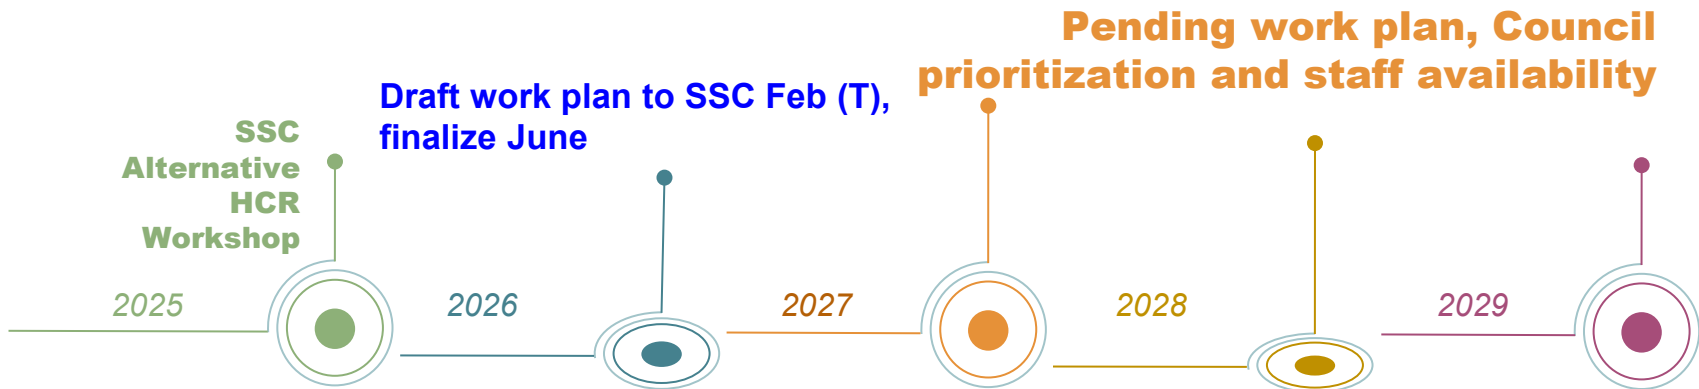 SSC
Alternative
HCR
Workshop
Draft work plan to SSC Feb (T),
finalize June
Pending work plan, Council
prioritization and staff availability
2025
2026
2027
2028
2029